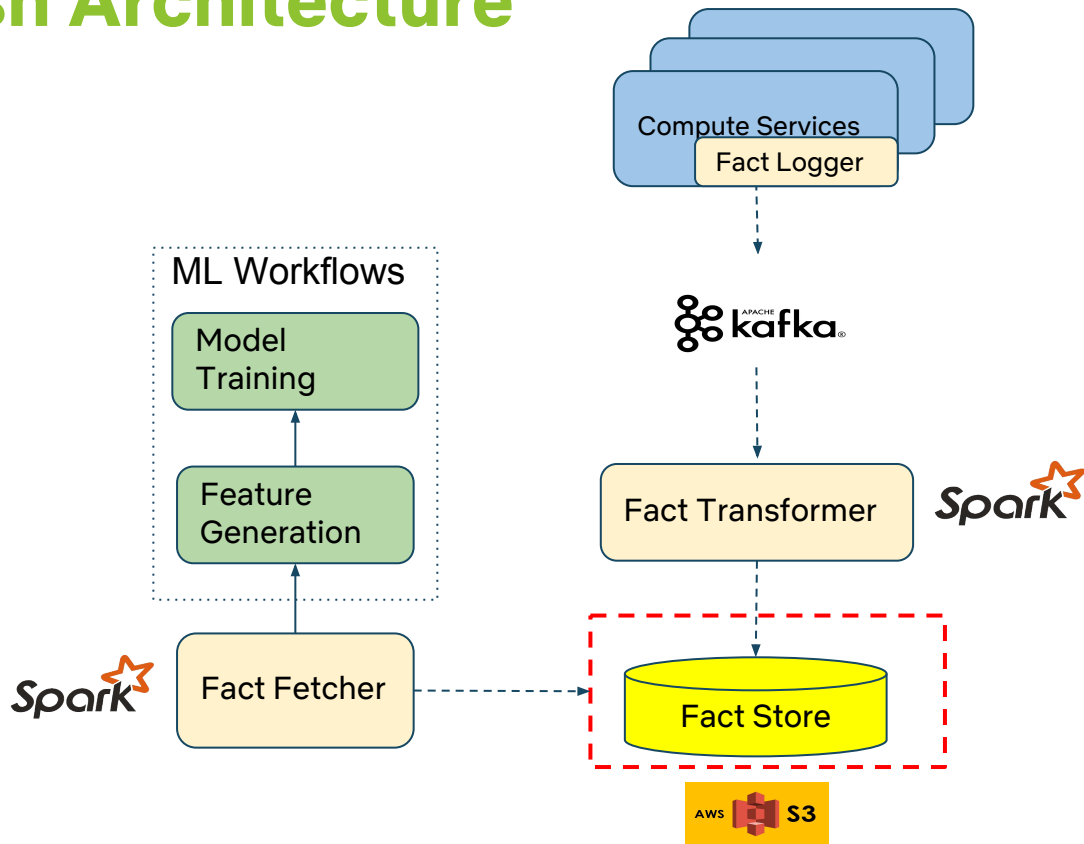 sh Architecture
Compute Services
Fact Logger
ML Workflows
APACHE
kafka®
Model
Training
Feature
Generation
Fact Transformer
Spark
Spark
Fact Fetcher
Fact Store
AWS S3